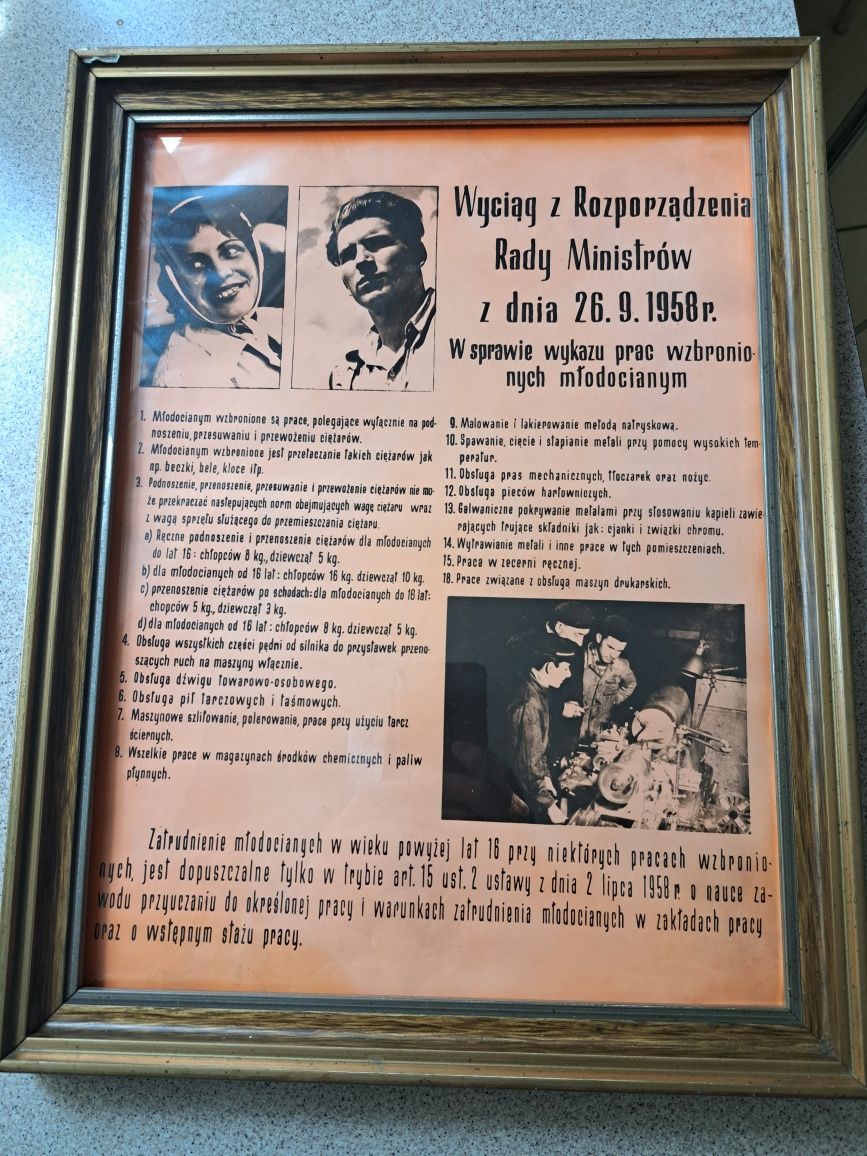 Wyciąg z Rozporządzenia
Rady Ministrów
z dnia 26.9.1958 r.
W sprawie wykazu prac wzbronio-
nych młodocianym
1. Młodocianym wzbronione są prace, polegające wyłącznie na pod-
noszeniu, przesuwaniu i przewożeniu ciężarów.
2. Młodocianym wzbronione jest przetaczanie takich ciężarów jak
np. beczki, bele, kloce itp.
3. Podnoszenie, przenoszenie, przesuwanie i przewożenie ciężarów nie mo-
że przekraczać następujących norm obejmujących wagę ciężaru wraz
z wagą sprzętu służącego do przemieszczania ciężaru.
a) Ręczne podnoszenie i przenoszenie ciężarów dla młodocianych
do lat 16: chłopców 8 kg., dziewcząt 5 kg.
b) dla młodocianych od 16 lat: chłopców 16 kg. dziewcząt 10 kg.
c) przenoszenie ciężarów po schodach: dla młodocianych do 16 lat:
chopców 5 kg., dziewcząt 3 kg.
d) dla młodocianych od 16 lat: chłopców 8 kg. dziewcząt 5 kg.
4. Obsługa wszystkich części pędni od silnika do przystawek przeno-
szących ruch na maszyny włącznie.
5. Obsługa dźwigu towarowo-osobowego.
6. Obsługa pił tarczowych i taśmowych.
7. Maszynowe szlifowanie, polerowanie, prace przy użyciu tarcz
ściernych.
8. Wszelkie prace w magazynach środków chemicznych i paliw
płynnych.
9. Malowanie i lakierowanie metodą natryskową.
10. Spawanie, cięcie i stapianie metali przy pomocy wysokich tem-
peratur.
11. Obsługa pras mechanicznych, tłoczarek oraz nożyc.
12. Obsługa pieców hartowniczych.
13. Galwaniczne pokrywanie metalami przy stosowaniu kąpieli zawie
rających trujące składniki jak: cjanki i związki chromu.
14. Wytrawianie metali i inne prace w tych pomieszczeniach.
15. Praca w zecerni ręcznej.
18. Prace związane z obsługą maszyn drukarskich.
Zatrudnienie młodocianych w wieku powyżej lat 16 przy niektórych pracach wzbronio-
nych, jest dopuszczalne tylko w trybie art. 15 ust. 2 ustawy z dnia 2 lipca 1958 r. o nauce za-
wodu przyuczaniu do określonej pracy i warunkach zatrudnienia młodocianych w zakładach pracy
oraz o wstępnym stażu pracy.